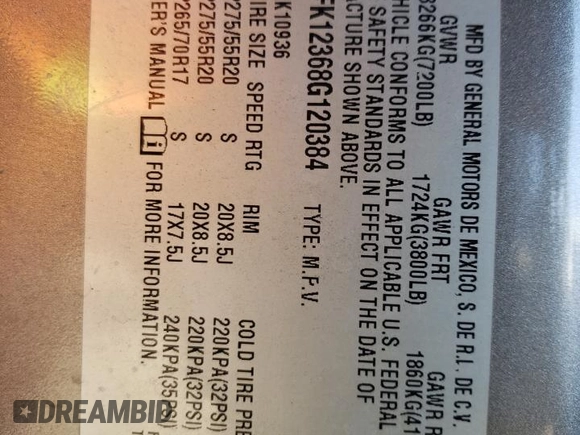 MFD BY GENERAL MOTORS DE MEXICO, S. DE R.L. DE C.V.
GVWR GAWR FRT GAWR R
3266KG(7200LB) 1724KG(3800LB) 1860KG(41
HICLE CONFORMS TO ALL APPLICABLE U.S. FEDERAL
SAFETY STANDARDS IN EFFECT ON THE DATE OF
ACTURE SHOWN ABOVE.
FK12368G120384 TYPE: M.P.V.
K10936
IRE SIZE SPEED RTG RIM COLD TIRE PRE
275/55R20 S 20X8.5J 220KPA(32PSI)
275/55R20 S 20X8.5J 220KPA(32PSI)
265/70R17 S 17X7.5J 240KPA(35PSI)
ER'S MANUAL FOR MORE INFORMATION.
DREAMBID